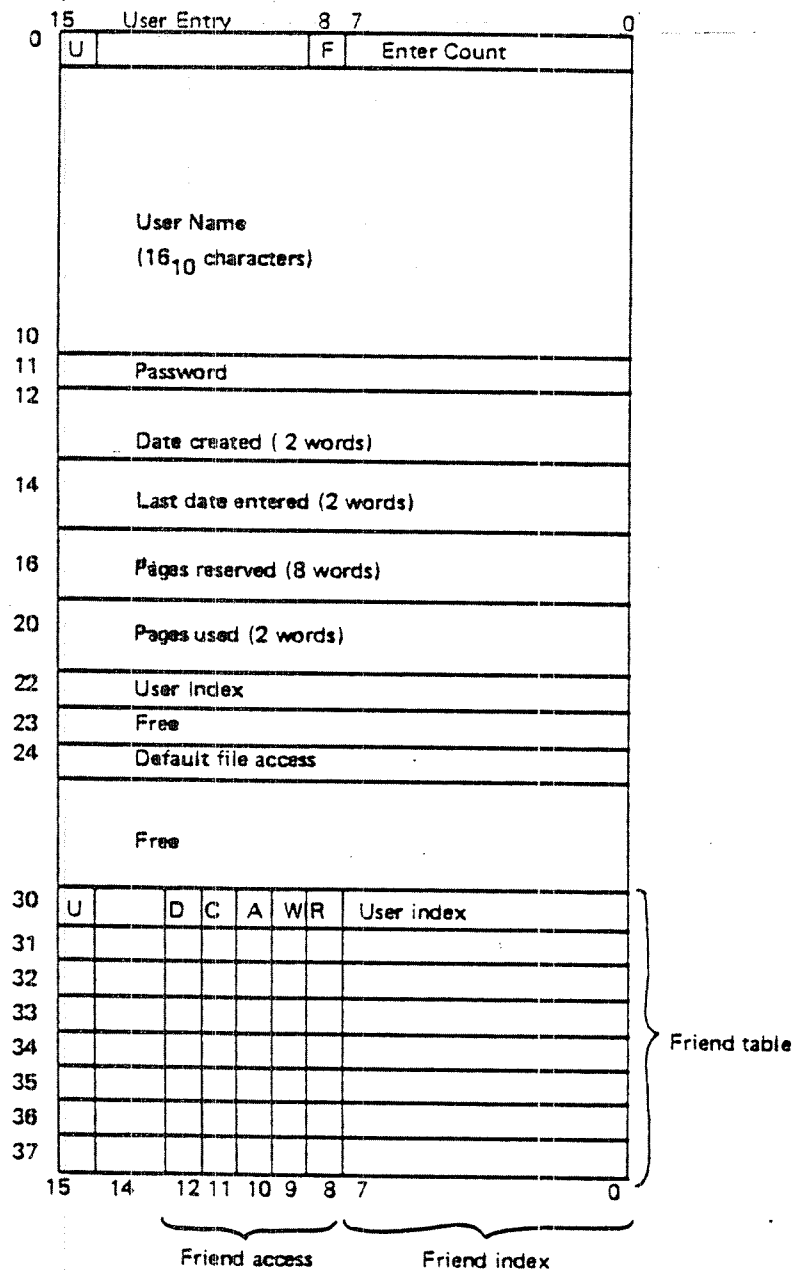 15 User Entry 8 7 0
0 U F Enter Count
User Name
(16₁₀ characters)
10
11 Password
12
Date created ( 2 words)
14 Last date entered (2 words)
16 Pages reserved (8 words)
20 Pages used (2 words)
22 User Index
23 Free
24 Default file access
Free
30 U D C A W R User index
31
32
33
34 Friend table
35
36
37
15 14 12 11 10 9 8 7 0
Friend access Friend index